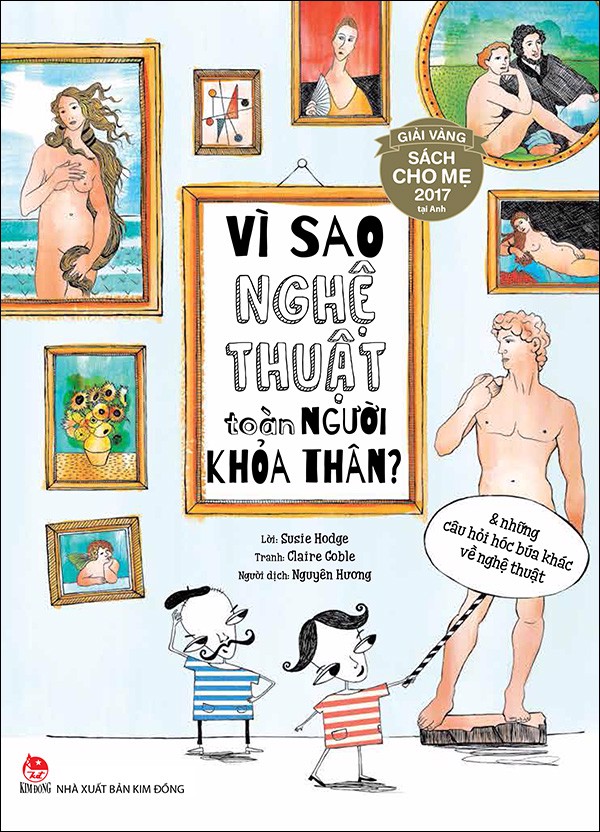 GIẢI VÀNG
SÁCH
CHO MẸ
2017
tại Anh
VÌ SAO
NGHỆ
THUẬT
toàn NGƯỜI
KHỎA THÂN?
Lời: Susie Hodge
Tranh: Claire Goble
Người dịch: Nguyên Hương
& những
câu hỏi hóc búa khác
về nghệ thuật
KIM ĐỒNG
NHÀ XUẤT BẢN KIM ĐỒNG